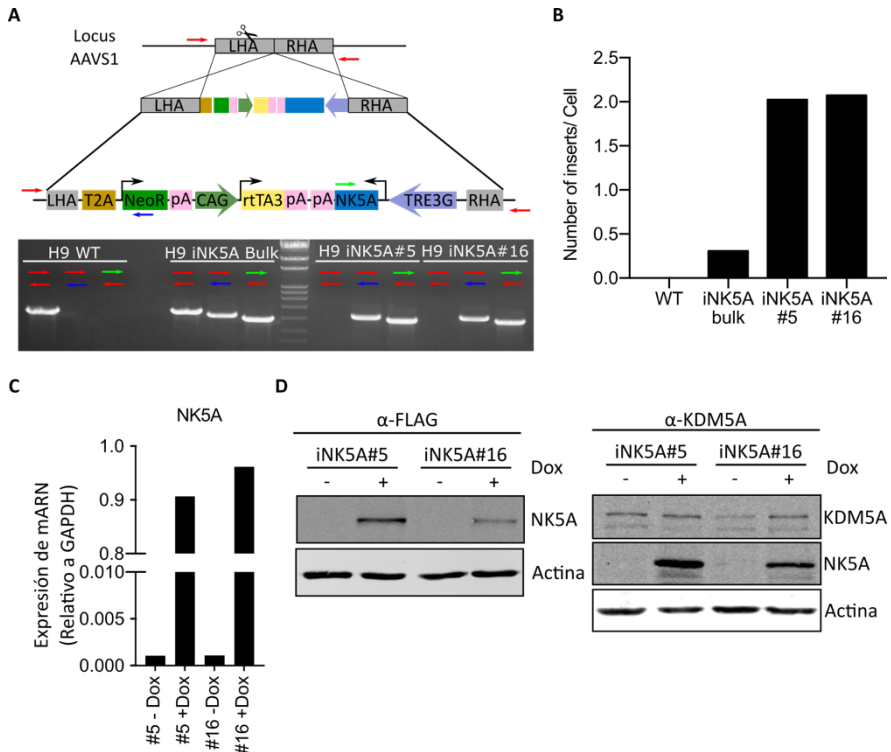 A
Locus
AAVS1
LHA RHA
LHA RHA
LHA T2A NeoR pA CAG rtTA3 pA pA NK5A TRE3G RHA
H9 WT H9 iNK5A Bulk H9 iNK5A#5 H9 iNK5A#16
B
Number of inserts/ Cell
2.5
2.0
1.5
1.0
0.5
0.0
WT iNK5A bulk iNK5A #5 iNK5A #16
C
NK5A
Expresión de mARN
(Relativo a GAPDH)
1.0
0.9
0.8
0.010
0.005
0.000
#5 - Dox
#5 +Dox
#16 -Dox
#16 +Dox
D
α-FLAG
iNK5A#5 iNK5A#16 Dox
- + - +
NK5A
Actina
α-KDM5A
iNK5A#5 iNK5A#16 Dox
- + - +
KDM5A
NK5A
Actina